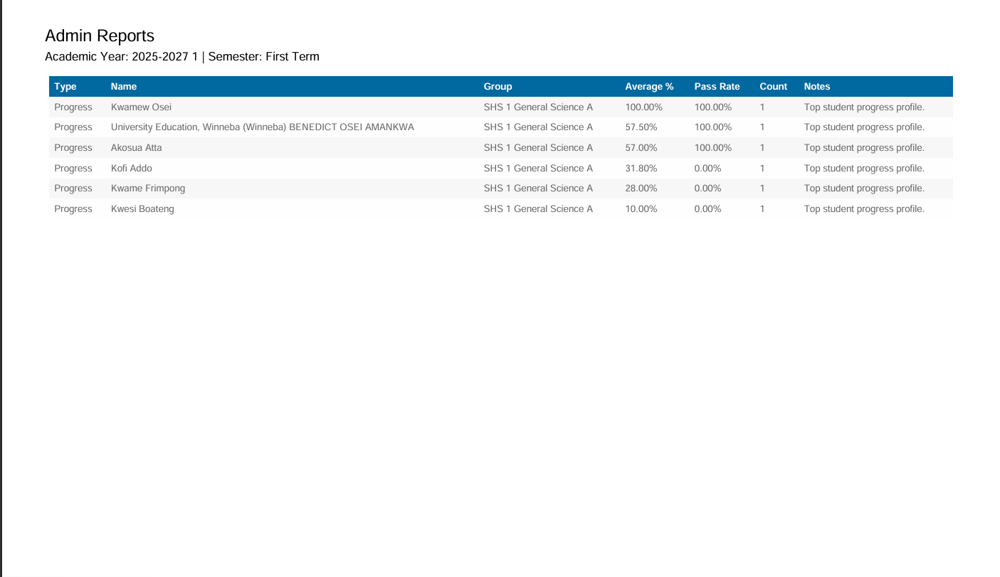 Admin Reports
Academic Year: 2025-2027 1 | Semester: First Term
Type Name Group Average % Pass Rate Count Notes
Progress Kwamew Osei SHS 1 General Science A 100.00% 100.00% 1 Top student progress profile.
Progress University Education, Winneba (Winneba) BENEDICT OSEI AMANKWA SHS 1 General Science A 57.50% 100.00% 1 Top student progress profile.
Progress Akosua Atta SHS 1 General Science A 57.00% 100.00% 1 Top student progress profile.
Progress Kofi Addo SHS 1 General Science A 31.80% 0.00% 1 Top student progress profile.
Progress Kwame Frimpong SHS 1 General Science A 28.00% 0.00% 1 Top student progress profile.
Progress Kwesi Boateng SHS 1 General Science A 10.00% 0.00% 1 Top student progress profile.